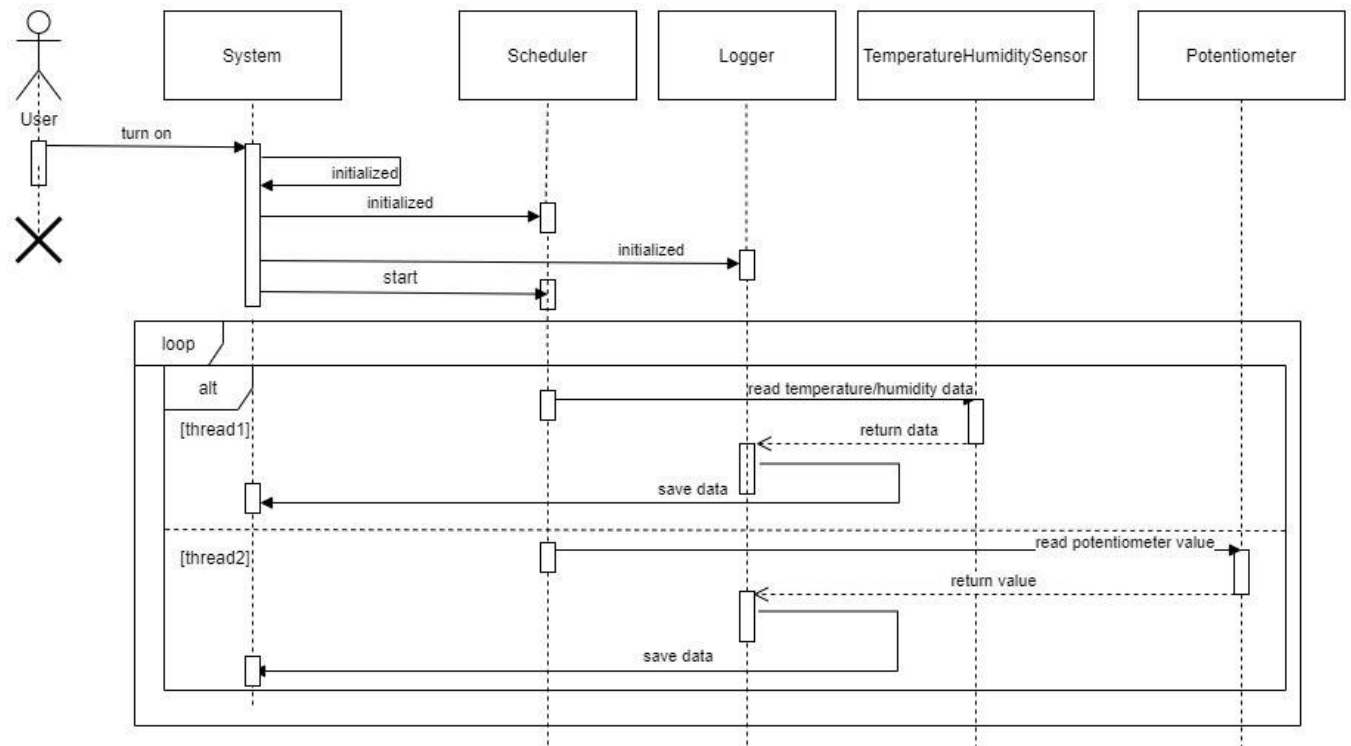 System
Scheduler
Logger
TemperatureHumiditySensor
Potentiometer
User
turn on
initialized
initialized
initialized
start
loop
alt
read temperature/humidity data
[thread1]
return data
save data
[thread2]
read potentiometer value
return value
save data